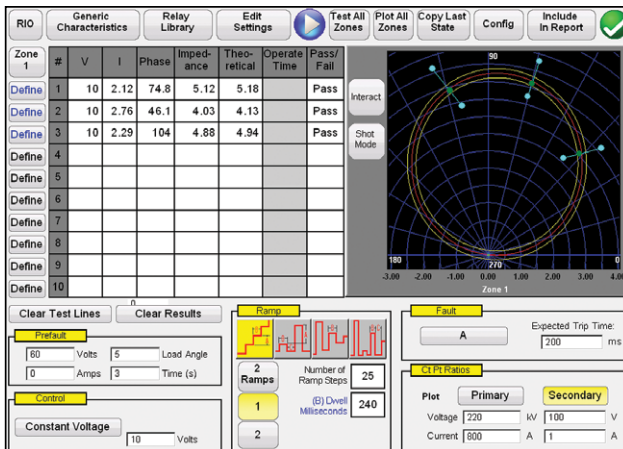 RIO Generic Characteristics Relay Library Edit Settings Test All Zones Plot All Zones Copy Last State Config Include In Report
Zone 1 # V I Phase Imped-ance Theo-retical Operate Time Pass/Fail
Define 1 10 2.12 74.8 5.12 5.18 Pass
Define 2 10 2.76 46.1 4.03 4.13 Pass
Define 3 10 2.29 104 4.88 4.94 Pass
Define 4
Define 5
Define 6
Define 7
Define 8
Define 9
Define 10
Interact
Shot Mode
90
180 270 0
-3.00 -2.00 -1.00 0.00 1.00 2.00 3.00 4.0
Zone 1
0
Clear Test Lines Clear Results
Prefault
60 Volts 5 Load Angle
0 Amps 3 Time (s)
Control
Constant Voltage 10 Volts
Ramp
2 Ramps
Number of Ramp Steps 25
1
(B) Dwell Milliseconds 240
2
Fault
A
Expected Trip Time:
200 ms
Ct Pt Ratios
Plot Primary Secondary
Voltage 220 kV 100 V
Current 800 A 1 A